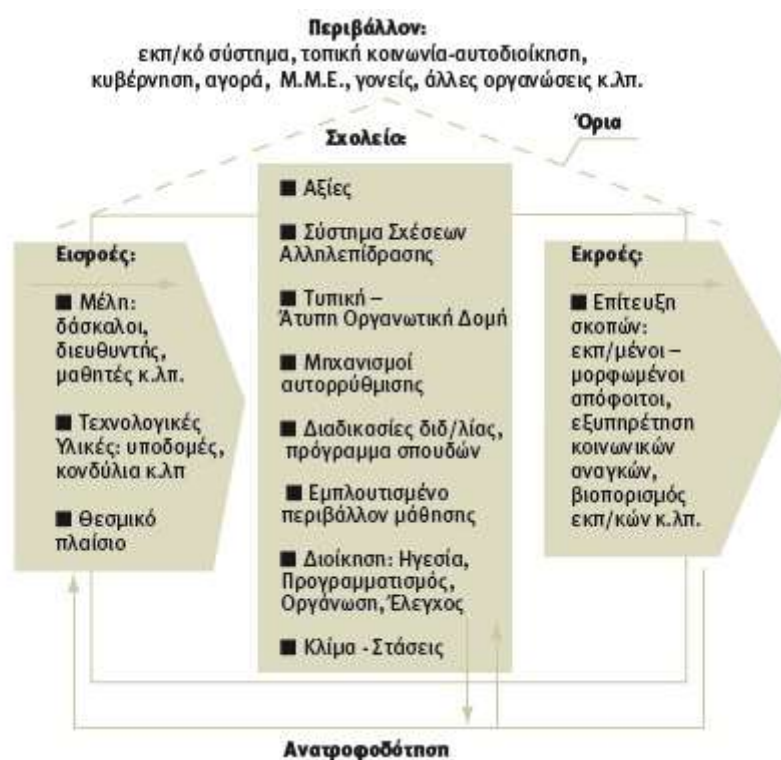 Περιβάλλον:
εκπ/κό σύστημα, τοπική κοινωνία-αυτοδιοίκηση,
κυβέρνηση, αγορά, Μ.Μ.Ε., γονείς, άλλες οργανώσεις κ.λπ.
Όρια
Σχολείο:
Εισροές:
■ Μέλη:
δάσκαλοι,
διευθυντής,
μαθητές κ.λπ.
■ Τεχνολογικές
Υλικές: υποδομές,
κονδύλια κ.λπ
■ Θεσμικό
πλαίσιο
■ Αξίες
■ Σύστημα Σχέσεων
Αλληλεπίδρασης
■ Τυπική –
Άτυπη Οργανωτική Δομή
■ Μηχανισμοί
αυτορρύθμισης
■ Διαδικασίες διδ/λίας,
πρόγραμμα σπουδών
■ Εμπλουτισμένο
περιβάλλον μάθησης
■ Διοίκηση: Ηγεσία,
Προγραμματισμός,
Οργάνωση, Έλεγχος
■ Κλίμα - Στάσεις
Εκροές:
■ Επίτευξη
σκοπών:
εκπ/μένοι –
μορφωμένοι
απόφοιτοι,
εξυπηρέτηση
κοινωνικών
αναγκών,
βιοπορισμός
εκπ/κών κ.λπ.
Ανατροφοδότηση